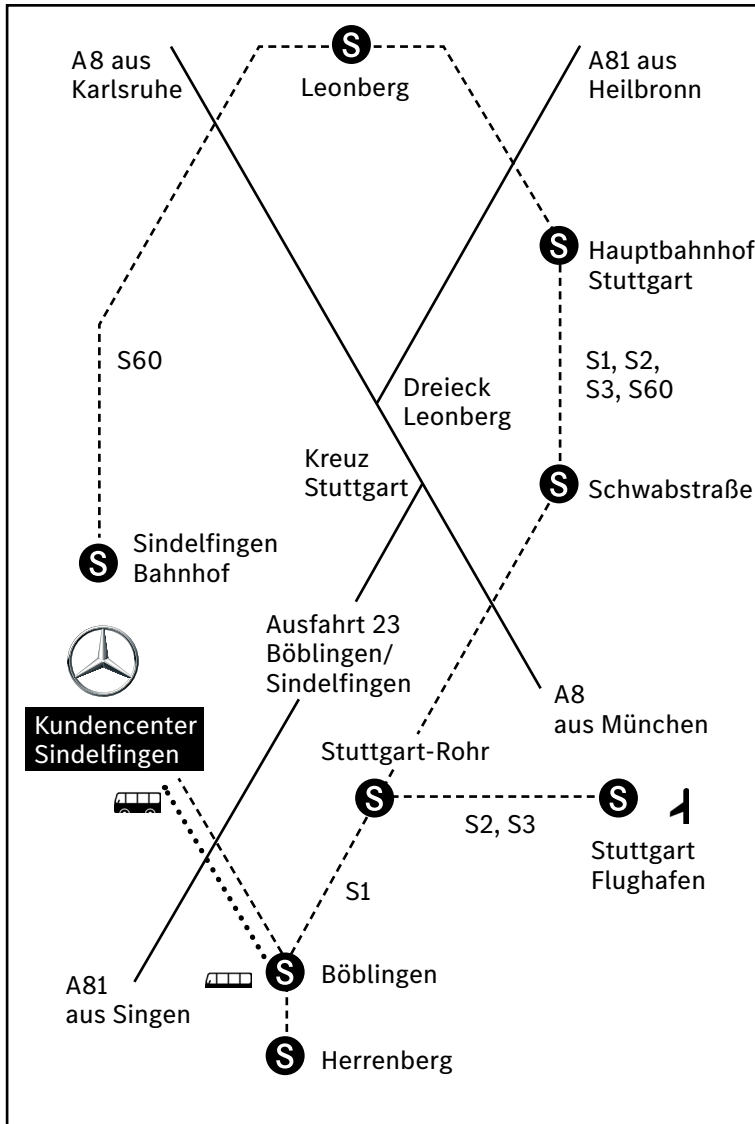 A8 aus
Karlsruhe
S
Leonberg
A81 aus
Heilbronn
S
Hauptbahnhof
Stuttgart
S60
S1, S2,
S3, S60
Dreieck
Leonberg
Kreuz
Stuttgart
S
Schwabstraße
S
Sindelfingen
Bahnhof
Ausfahrt 23
Böblingen/
Sindelfingen
Kundencenter
Sindelfingen
A8
aus München
Stuttgart-Rohr
S
S2, S3
S
Stuttgart
Flughafen
S1
A81
aus Singen
S
Böblingen
S
Herrenberg